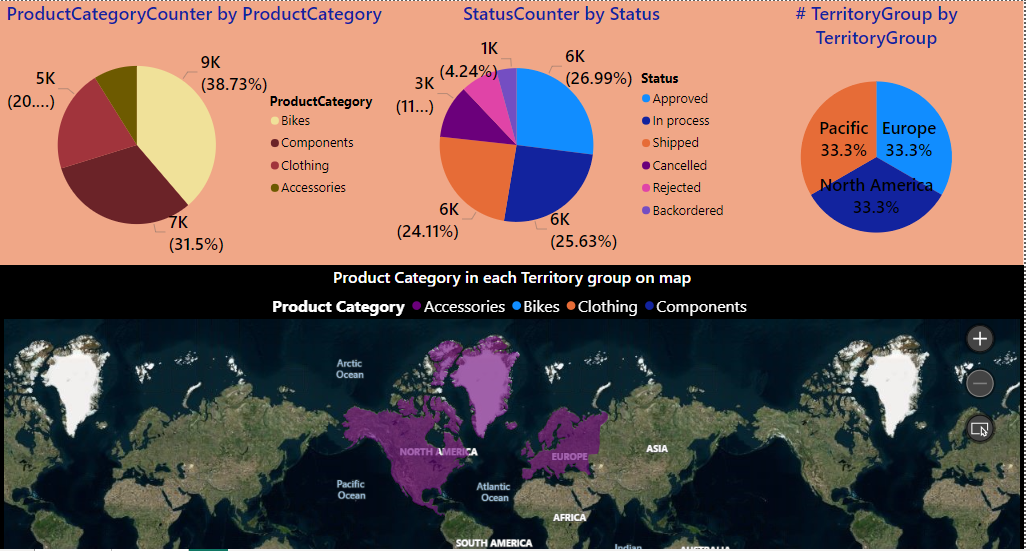 ProductCategoryCounter by ProductCategory
9K
(38.73%)
5K
(20....)
7K
(31.5%)
ProductCategory
Bikes
Components
Clothing
Accessories
StatusCounter by Status
1K
(4.24%)
6K
(26.99%)
3K
(11...)
6K
(24.11%)
6K
(25.63%)
Status
Approved
In process
Shipped
Cancelled
Rejected
Backordered
# TerritoryGroup by
TerritoryGroup
Pacific
33.3%
Europe
33.3%
North America
33.3%
Product Category in each Territory group on map
Product Category Accessories Bikes Clothing Components
Arctic
Ocean
NORTH AMERICA
EUROPE
ASIA
Pacific
Ocean
Atlantic
Ocean
AFRICA
SOUTH AMERICA
Indian
AUSTRALIA